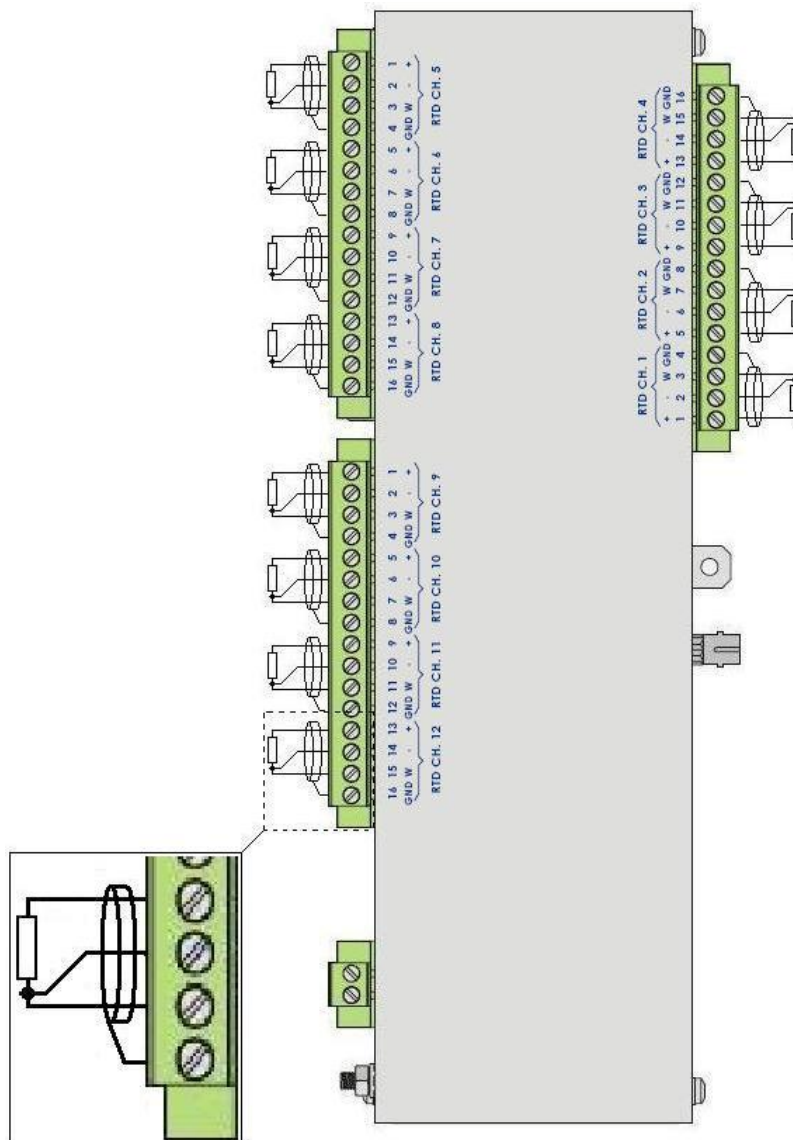 16 15 14 13 12 11 10 9 8 7 6 5 4 3 2 1
GND W - + GND W - + GND W - + GND W - +
RTD CH. 12 RTD CH. 11 RTD CH. 10 RTD CH. 9
16 15 14 13 12 11 10 9 8 7 6 5 4 3 2 1
GND W - + GND W - + GND W - + GND W - +
RTD CH. 8 RTD CH. 7 RTD CH. 6 RTD CH. 5
RTD CH. 1 RTD CH. 2 RTD CH. 3 RTD CH. 4
+ - W GND + - W GND + - W GND + - W GND
1 2 3 4 5 6 7 8 9 10 11 12 13 14 15 16